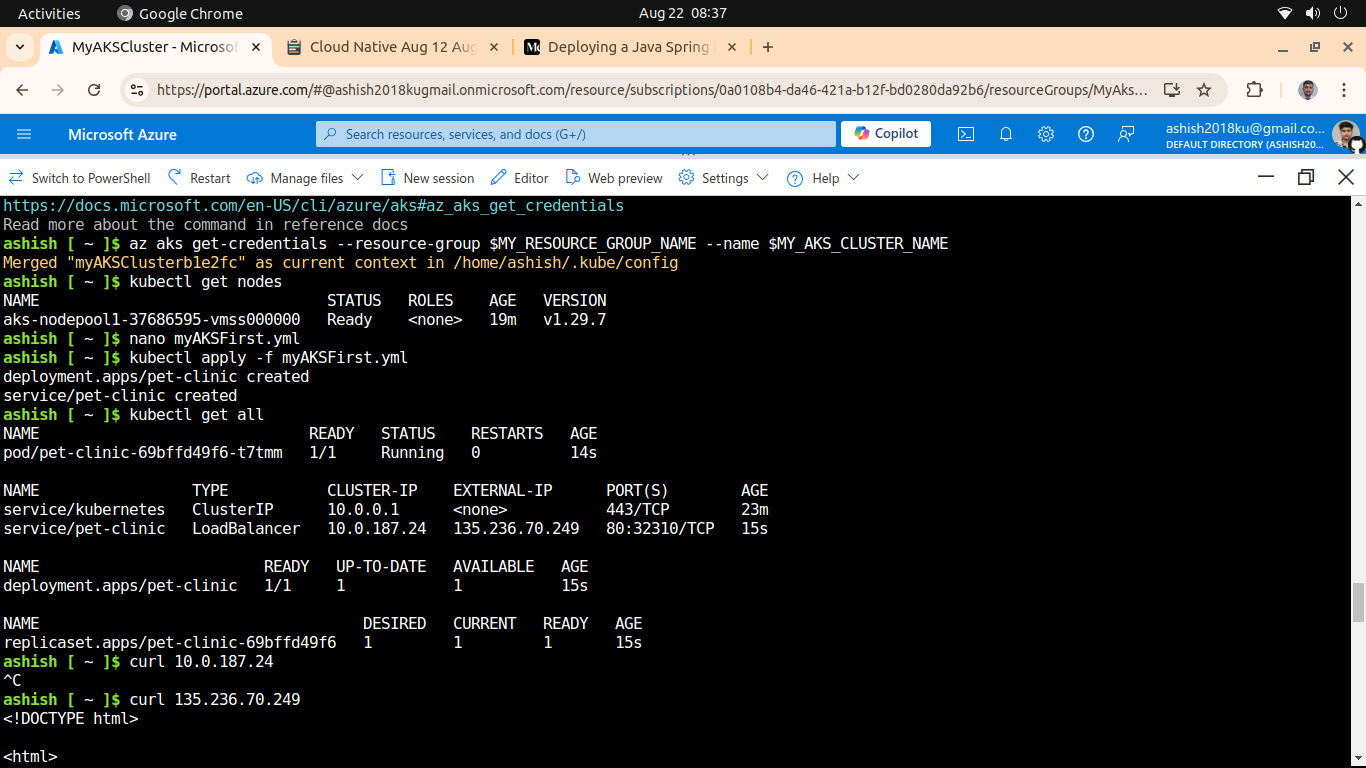 Activities Google Chrome Aug 22 08:37
MyAKSCluster - Microsof Cloud Native Aug 12 Aug Deploying a Java Spring
https://portal.azure.com/#@ashish2018kugmail.onmicrosoft.com/resource/subscriptions/0a0108b4-da46-421a-b12f-bd0280da92b6/resourceGroups/MyAks...
Microsoft Azure Search resources, services, and docs (G+/) Copilot ashish2018ku@gmail.co...
DEFAULT DIRECTORY (ASHISH20...
Switch to PowerShell Restart Manage files New session Editor Web preview Settings Help
https://docs.microsoft.com/en-US/cli/azure/aks#az_aks_get_credentials
Read more about the command in reference docs
ashish [ ~ ]$ az aks get-credentials --resource-group $MY_RESOURCE_GROUP_NAME --name $MY_AKS_CLUSTER_NAME
Merged "myAKSClusterb1e2fc" as current context in /home/ashish/.kube/config
ashish [ ~ ]$ kubectl get nodes
NAME STATUS ROLES AGE VERSION
aks-nodepool1-37686595-vmss000000 Ready <none> 19m v1.29.7
ashish [ ~ ]$ nano myAKSFirst.yml
ashish [ ~ ]$ kubectl apply -f myAKSFirst.yml
deployment.apps/pet-clinic created
service/pet-clinic created
ashish [ ~ ]$ kubectl get all
NAME READY STATUS RESTARTS AGE
pod/pet-clinic-69bffd49f6-t7tmm 1/1 Running 0 14s
NAME TYPE CLUSTER-IP EXTERNAL-IP PORT(S) AGE
service/kubernetes ClusterIP 10.0.0.1 <none> 443/TCP 23m
service/pet-clinic LoadBalancer 10.0.187.24 135.236.70.249 80:32310/TCP 15s
NAME READY UP-TO-DATE AVAILABLE AGE
deployment.apps/pet-clinic 1/1 1 1 15s
NAME DESIRED CURRENT READY AGE
replicaset.apps/pet-clinic-69bffd49f6 1 1 1 15s
ashish [ ~ ]$ curl 10.0.187.24
^C
ashish [ ~ ]$ curl 135.236.70.249
<!DOCTYPE html>
<html>